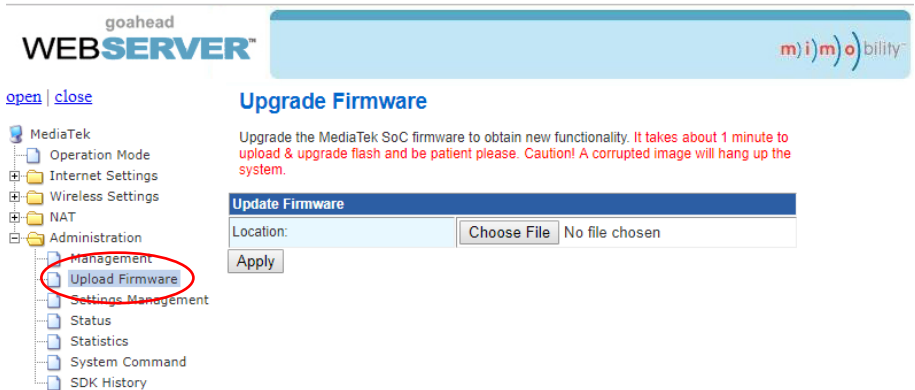 goahead
WEBSERVER™
m)i)m)o)bility™
open | close
MediaTek
Operation Mode
Internet Settings
Wireless Settings
NAT
Administration
Management
Upload Firmware
Settings Management
Status
Statistics
System Command
SDK History
Upgrade Firmware
Upgrade the MediaTek SoC firmware to obtain new functionality. It takes about 1 minute to
upload & upgrade flash and be patient please. Caution! A corrupted image will hang up the
system.
Update Firmware
Location: Choose File No file chosen
Apply